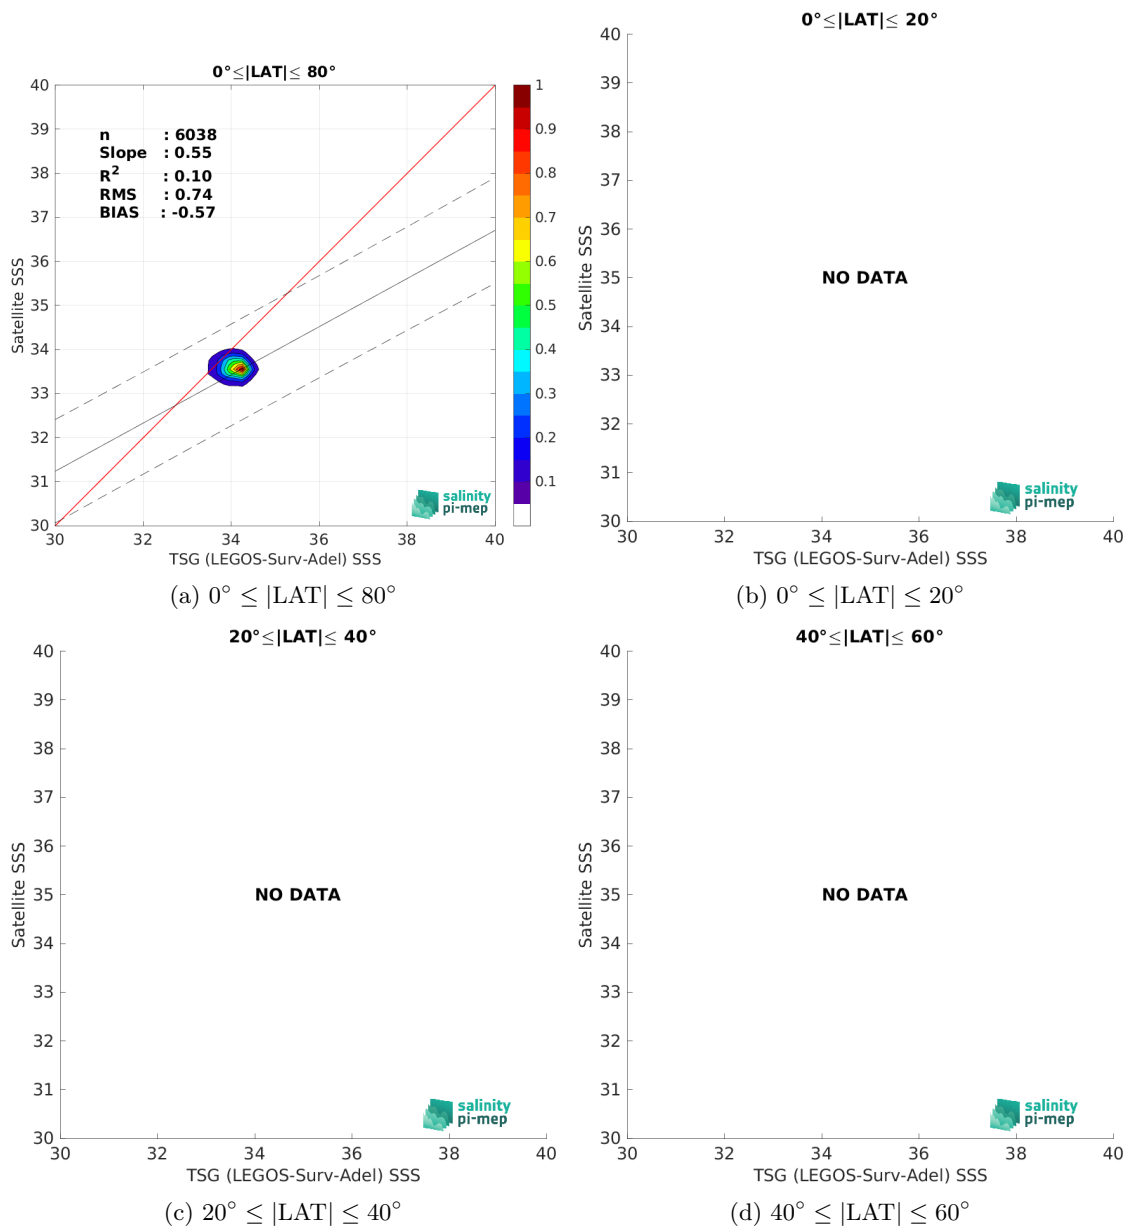 0°≤|LAT|≤ 80°
40
39
38
37
36
35
34
33
32
31
30
Satellite SSS
n : 6038
Slope : 0.55
R² : 0.10
RMS : 0.74
BIAS : -0.57
1
0.9
0.8
0.7
0.6
0.5
0.4
0.3
0.2
0.1
salinity
pi-mep
30 32 34 36 38 40
TSG (LEGOS-Surv-Adel) SSS
(a) 0° ≤ |LAT| ≤ 80°
0°≤|LAT|≤ 20°
40
39
38
37
36
35
34
33
32
31
30
Satellite SSS
NO DATA
salinity
pi-mep
30 32 34 36 38 40
TSG (LEGOS-Surv-Adel) SSS
(b) 0° ≤ |LAT| ≤ 20°
20°≤|LAT|≤ 40°
40
39
38
37
36
35
34
33
32
31
30
Satellite SSS
NO DATA
salinity
pi-mep
30 32 34 36 38 40
TSG (LEGOS-Surv-Adel) SSS
(c) 20° ≤ |LAT| ≤ 40°
40°≤|LAT|≤ 60°
40
39
38
37
36
35
34
33
32
31
30
Satellite SSS
NO DATA
salinity
pi-mep
30 32 34 36 38 40
TSG (LEGOS-Surv-Adel) SSS
(d) 40° ≤ |LAT| ≤ 60°